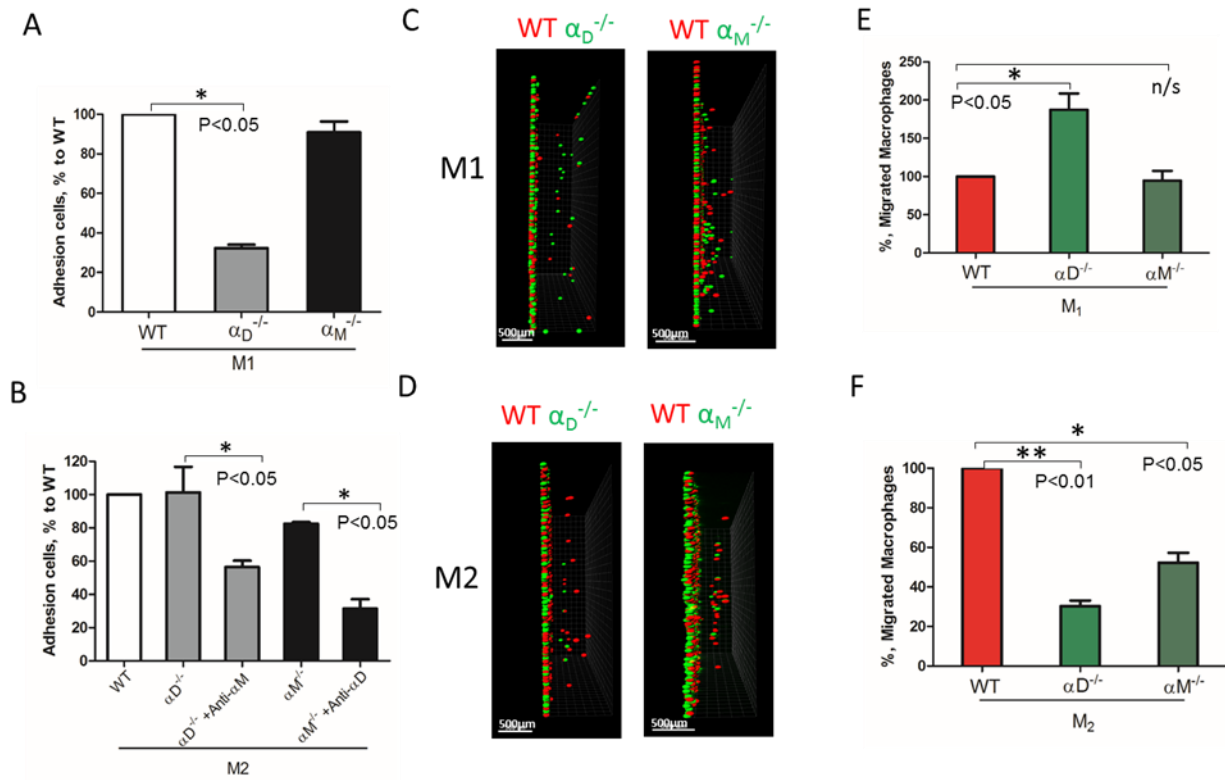 A
Adhesion cells, % to WT
100
80
60
40
20
0
*
P<0.05
WT
αD-/-
αM-/-
M1
B
Adhesion cells, % to WT
120
100
80
60
40
20
0
*
P<0.05
*
P<0.05
WT
αD-/-
αD-/- +Anti-αM
αM-/-
αM-/- +Anti-αD
M2
C
WT αD-/-
WT αM-/-
M1
500µm
500µm
D
WT αD-/-
WT αM-/-
M2
500µm
500µm
E
%, Migrated Macrophages
250
200
150
100
50
0
*
P<0.05
n/s
WT
αD-/-
αM-/-
M1
F
%, Migrated Macrophages
100
80
60
40
20
0
*
**
P<0.01
P<0.05
WT
αD-/-
αM-/-
M2